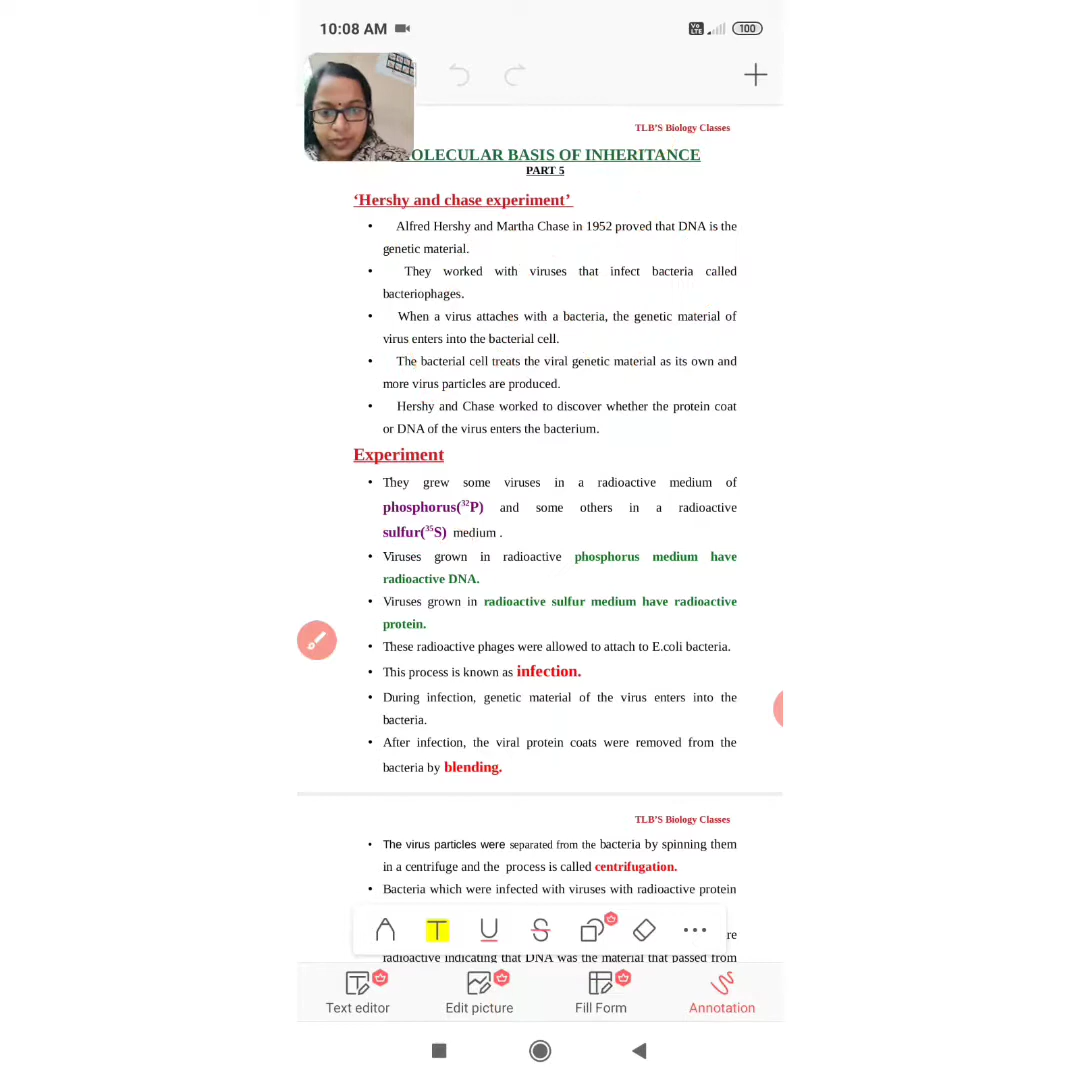 10:08 AM
Vo LTE
100
TLB'S Biology Classes
OLECULAR BASIS OF INHERITANCE
PART 5
‘Hershy and chase experiment’
• Alfred Hershy and Martha Chase in 1952 proved that DNA is the
genetic material.
• They worked with viruses that infect bacteria called
bacteriophages.
• When a virus attaches with a bacteria, the genetic material of
virus enters into the bacterial cell.
• The bacterial cell treats the viral genetic material as its own and
more virus particles are produced.
• Hershy and Chase worked to discover whether the protein coat
or DNA of the virus enters the bacterium.
Experiment
• They grew some viruses in a radioactive medium of
phosphorus(³²P) and some others in a radioactive
sulfur(³⁵S) medium .
• Viruses grown in radioactive phosphorus medium have
radioactive DNA.
• Viruses grown in radioactive sulfur medium have radioactive
protein.
• These radioactive phages were allowed to attach to E.coli bacteria.
• This process is known as infection.
• During infection, genetic material of the virus enters into the
bacteria.
• After infection, the viral protein coats were removed from the
bacteria by blending.
TLB'S Biology Classes
• The virus particles were separated from the bacteria by spinning them
in a centrifuge and the process is called centrifugation.
• Bacteria which were infected with viruses with radioactive protein
re
radioactive indicating that DNA was the material that passed from
T
U
S
Text editor
Edit picture
Fill Form
Annotation